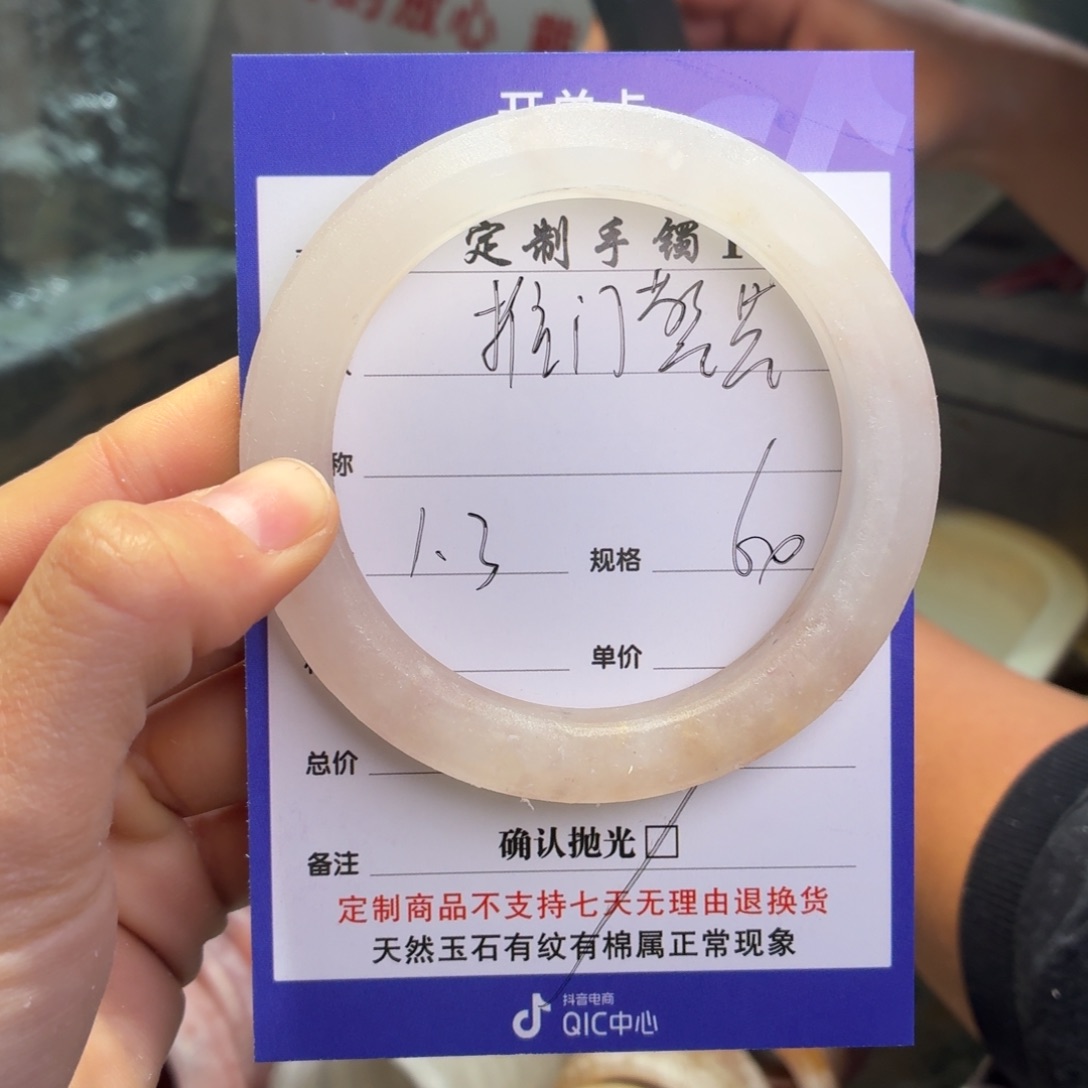 放心
定制手镯
称
1.3 规格 60
单价
总价
备注 确认抛光□
定制商品不支持七天无理由退换货
天然玉石有纹有棉属正常现象
抖音电商
QIC中心